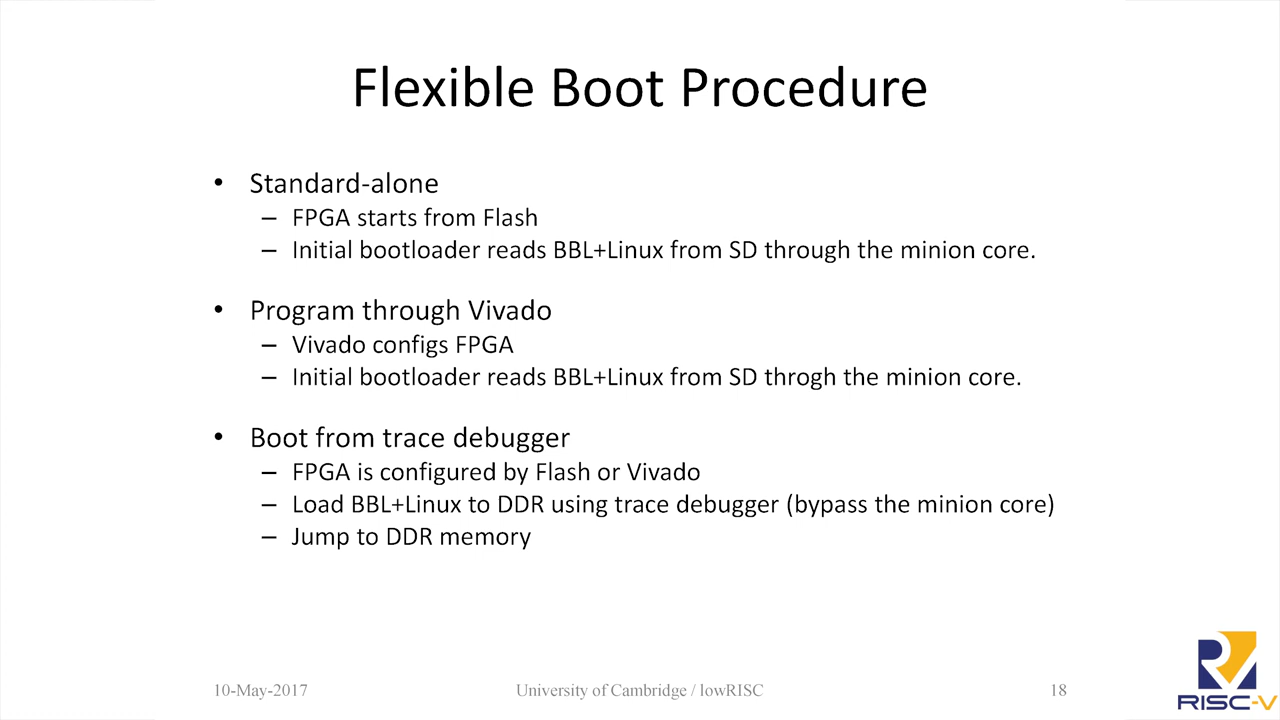 Flexible Boot Procedure
• Standard-alone
– FPGA starts from Flash
– Initial bootloader reads BBL+Linux from SD through the minion core.
• Program through Vivado
– Vivado configs FPGA
– Initial bootloader reads BBL+Linux from SD throgh the minion core.
• Boot from trace debugger
– FPGA is configured by Flash or Vivado
– Load BBL+Linux to DDR using trace debugger (bypass the minion core)
– Jump to DDR memory
10-May-2017
University of Cambridge / lowRISC
18
RISC-V